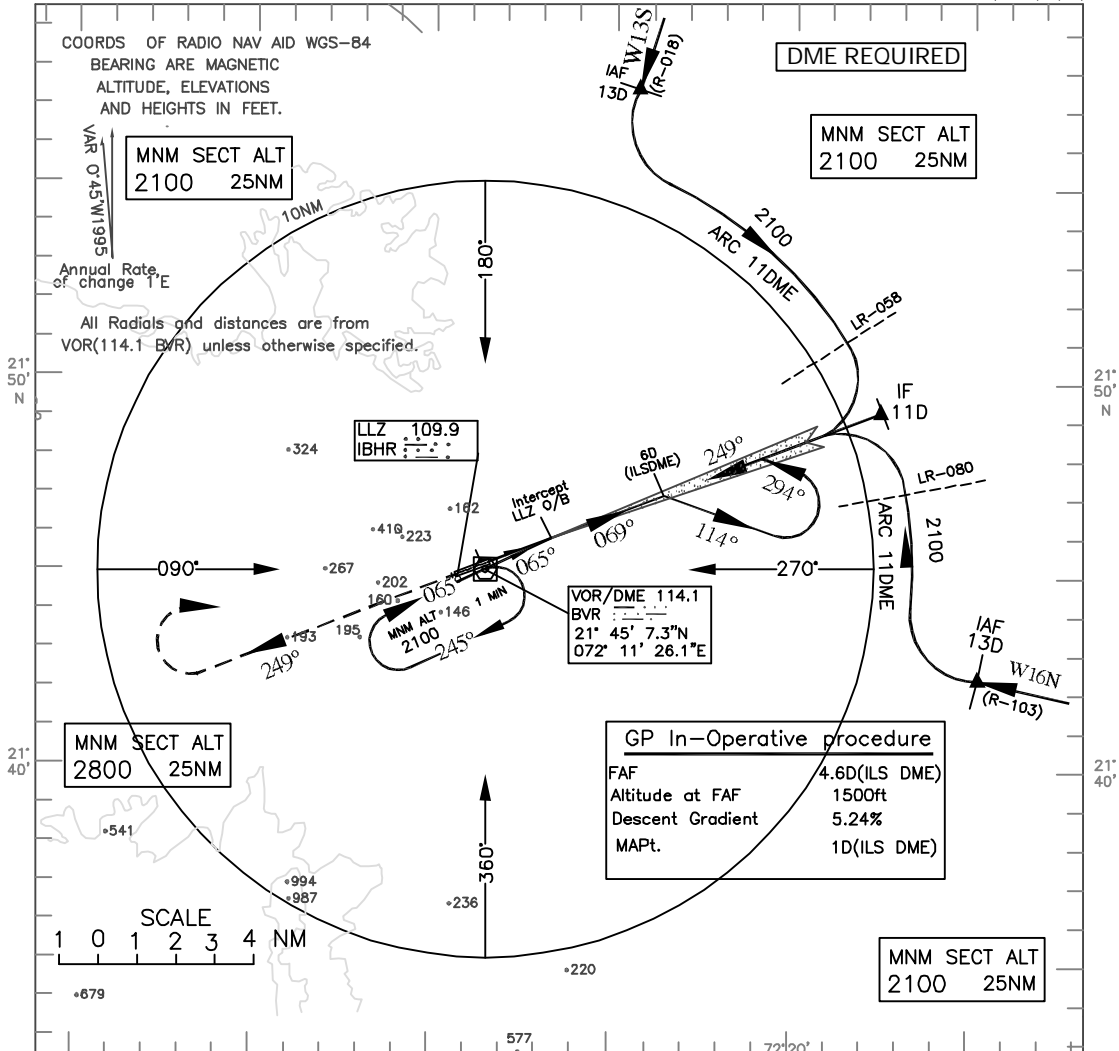 COORDS OF RADIO NAV AID WGS-84
BEARING ARE MAGNETIC
ALTITUDE, ELEVATIONS
AND HEIGHTS IN FEET.
VAR 0°45'W1995
Annual Rate
of change 1'E
MNM SECT ALT
2100 25NM
All Radials and distances are from
VOR(114.1 BVR) unless otherwise specified.
10NM
180°
W13S
IAF
13D
(R-018)
DME REQUIRED
MNM SECT ALT
2100 25NM
2100
ARC 11DME
LR-058
IF
11D
LR-080
ARC 11DME
2100
IAF
13D
W16N
(R-103)
21°
50'
N
21°
50'
N
LLZ 109.9
IBHR
324
162
410
223
267
202
160
146
193
195
Intercept
LLZ O/B
6D
(ILSDME)
249°
294°
114°
069°
065°
065°
090°
270°
MNM ALT
2100
1 MIN
245°
249°
VOR/DME 114.1
BVR
21° 45' 7.3"N
072° 11' 26.1"E
MNM SECT ALT
2800 25NM
GP In-Operative procedure
FAF 4.6D(ILS DME)
Altitude at FAF 1500ft
Descent Gradient 5.24%
MAPt. 1D(ILS DME)
21°
40'
21°
40'
541
994
987
236
360°
SCALE
1 0 1 2 3 4 NM
679
220
577
MNM SECT ALT
2100 25NM
72°20'